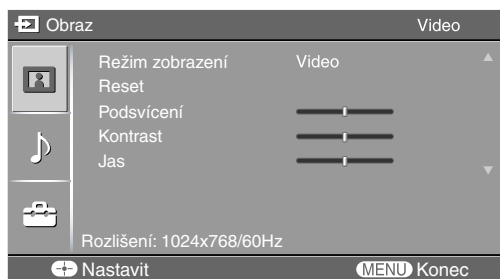 Obraz Video
Režim zobrazení Video
Reset
Podsvícení
Kontrast
Jas
Rozlišení: 1024x768/60Hz
Nastavit MENU Konec